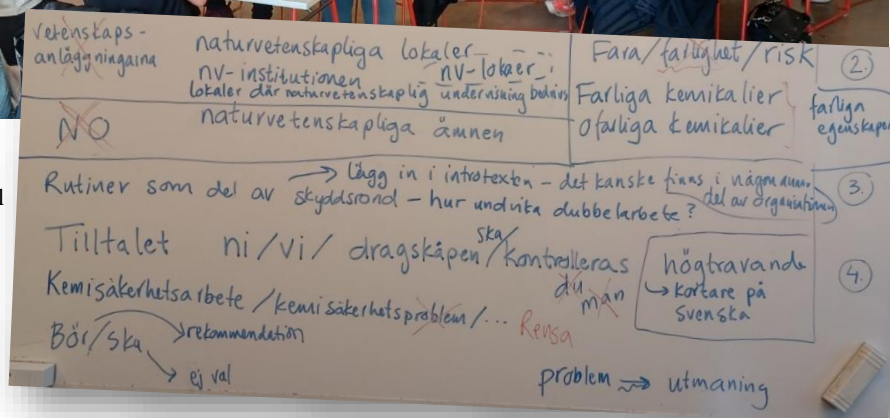 vetenskaps-
anläggningarna
naturvetenskapliga lokaler
nv-lokaer
nv-institutionen
lokaler där naturvetenskaplig undervisning bedrivs
Fara/farlighet/risk
2.
Farliga kemikalier
Ofarliga kemikalier
farliga
egenskaper
NO
naturvetenskapliga ämnen
Rutiner som del av skyddsrond – hur undvika dubbelarbete?
→ Lägg in i introtexten – det kanske finns i någon annan
del av organisationen
3.
Tilltalet ni/vi/ dragskåpen ska/kontrolleras
du
man
högtravande
↳ kortare på
svenska
4.
Kemisäkerhetsarbete/kemisäkerhetsproblem/...
Rensa
Bör/ska
rekommendation
ej val
problem ⇝ utmaning